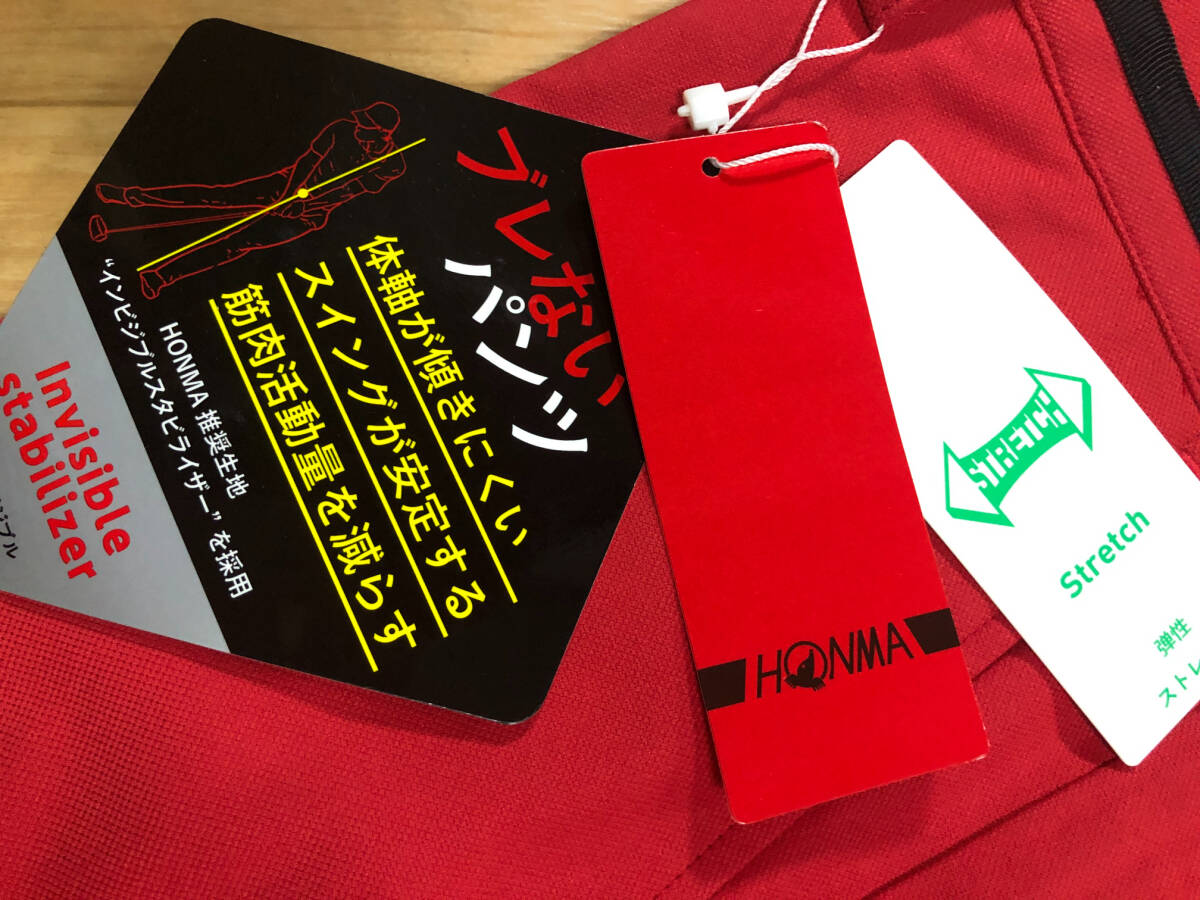 ブレない
パンツ
体軸が傾きにくい
スイングが安定する
筋肉活動量を減らす
HONMA 推奨生地
“インビジブルスタビライザー” を採用
Invisible
stabilizer
HONMA
STRETCH
Stretch
弹性